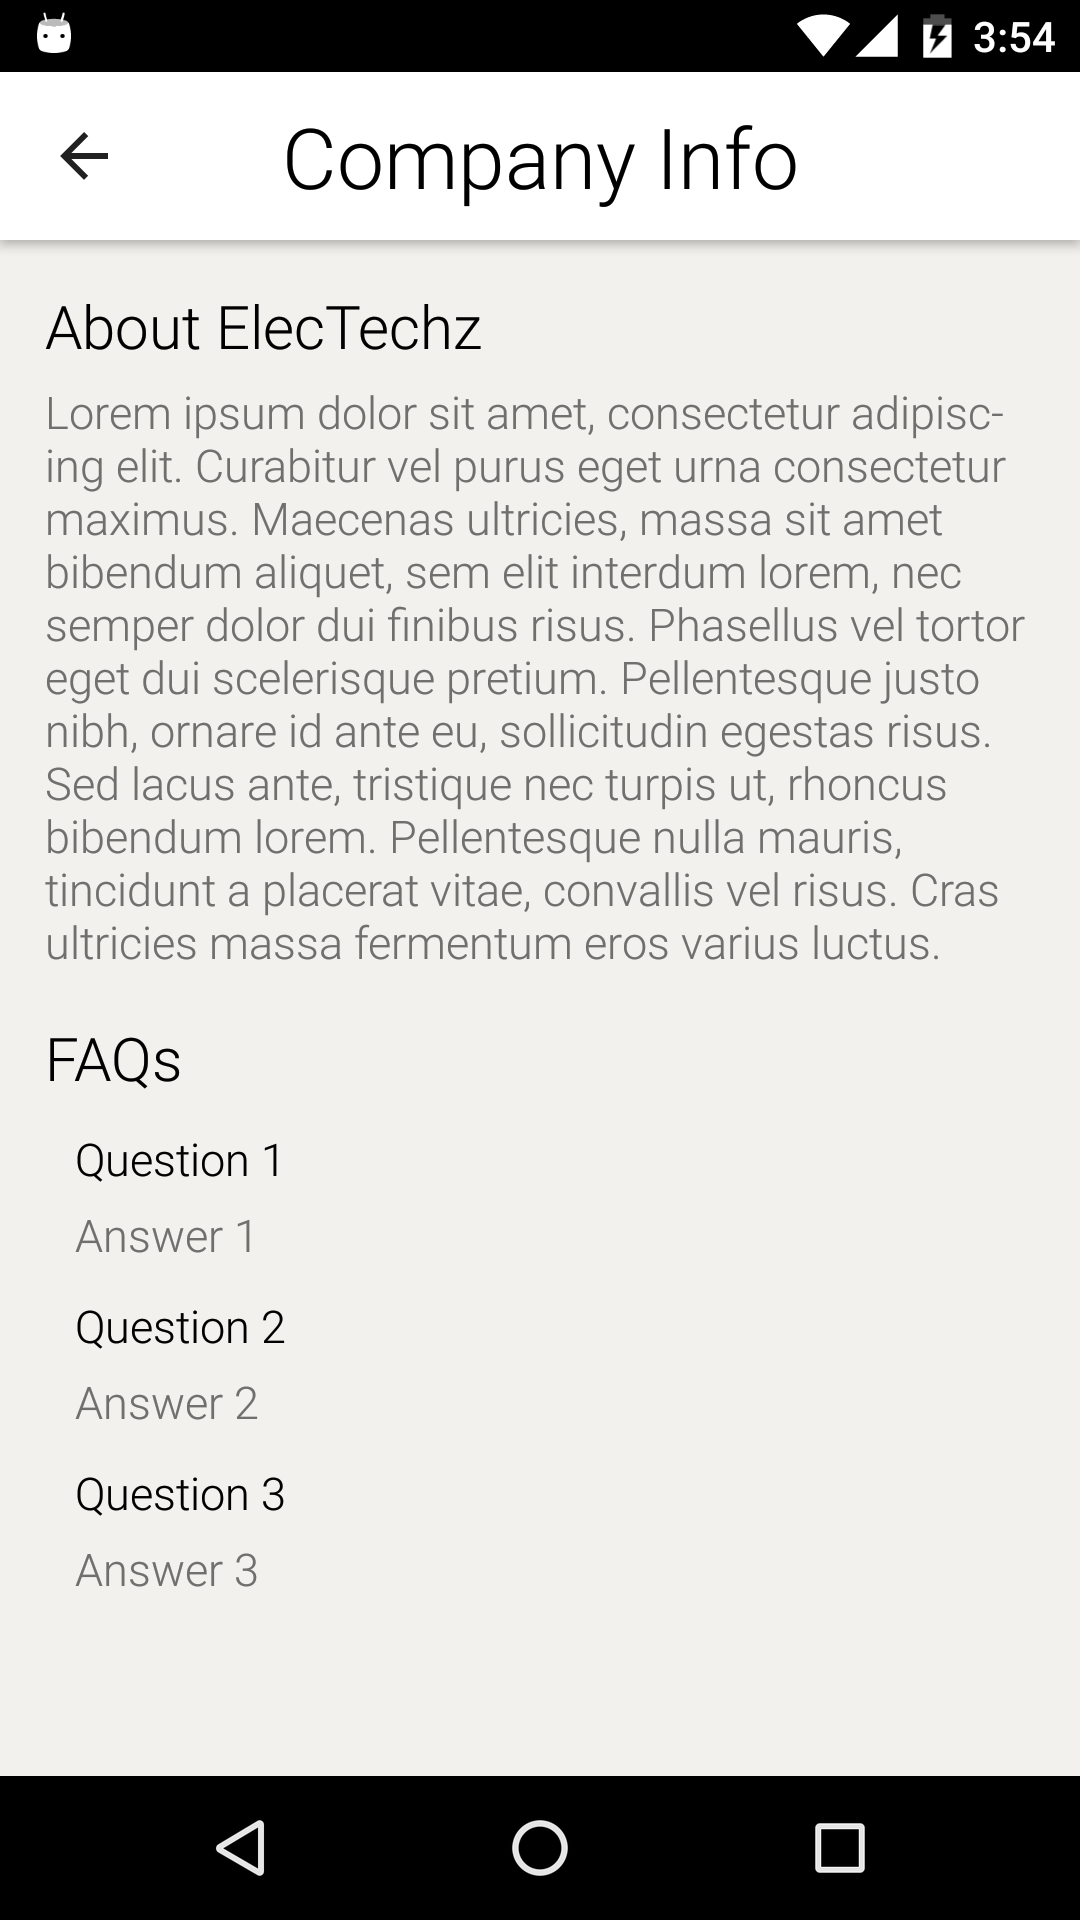 3:54
Company Info
About ElecTechz
Lorem ipsum dolor sit amet, consectetur adipisc-
ing elit. Curabitur vel purus eget urna consectetur
maximus. Maecenas ultricies, massa sit amet
bibendum aliquet, sem elit interdum lorem, nec
semper dolor dui finibus risus. Phasellus vel tortor
eget dui scelerisque pretium. Pellentesque justo
nibh, ornare id ante eu, sollicitudin egestas risus.
Sed lacus ante, tristique nec turpis ut, rhoncus
bibendum lorem. Pellentesque nulla mauris,
tincidunt a placerat vitae, convallis vel risus. Cras
ultricies massa fermentum eros varius luctus.
FAQs
Question 1
Answer 1
Question 2
Answer 2
Question 3
Answer 3